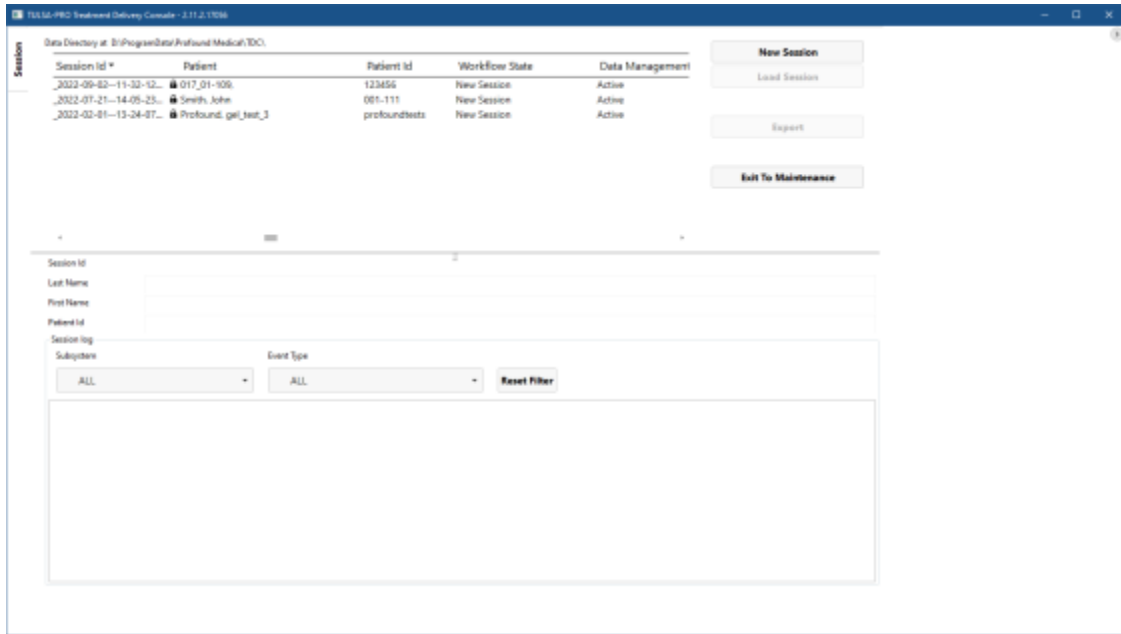 TULSA-PRO Treatment Delivery Console - 2.11.2.17036
Session
Data Directory at: D:\ProgramData\Profound Medical\TDC\
Session Id Patient Patient Id Workflow State Data Management
_2022-09-02--11-32-12... 017_01-109, 123456 New Session Active
_2022-07-21--14-05-23... Smith, John 001-111 New Session Active
_2022-02-01--13-24-07... Profound, gel_test_3 profoundtests New Session Active
New Session
Load Session
Export
Exit To Maintenance
Session Id
Last Name
First Name
Patient Id
Session log
Subsystem Event Type
ALL ALL Reset Filter